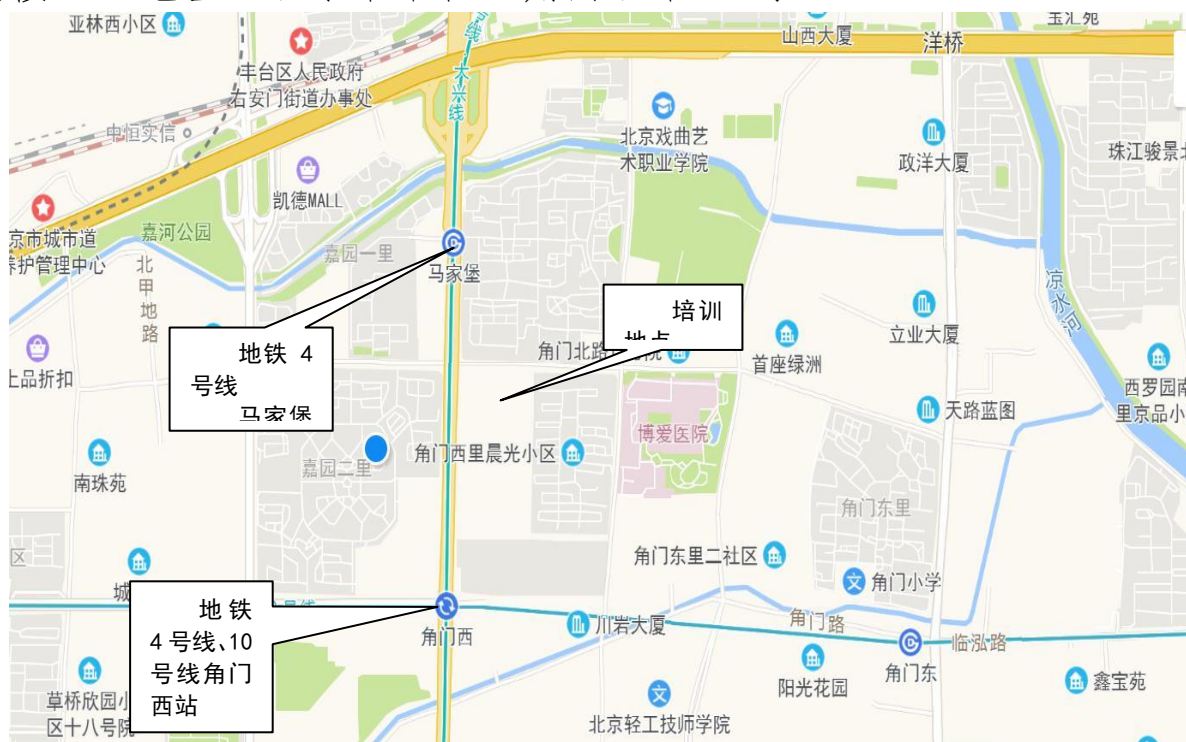 亚林西小区
丰台区人民政府
右安门街道办事处
中恒实信
号线·大兴线
山西大厦
洋桥
宝汇苑
北京戏曲艺
术职业学院
政洋大厦
珠江骏景北
凯德MALL
京市城市道
养护管理中心
嘉河公园
北甲地路
嘉园一里
马家堡
凉水河
培训
地点
地铁 4
号线
马家堡
角门北路
首座绿洲
立业大厦
上品折扣
西罗园南
里京品小
天路蓝图
博爱医院
角门西里晨光小区
嘉园二里
南珠苑
角门东里
区
城
角门东里二社区
角门小学
地铁
4号线、10
号线角门
西站
号线
角门西
川岩大厦
角门路
角门东
临泓路
草桥欣园小
区十八号院
阳光花园
鑫宝苑
北京轻工技师学院